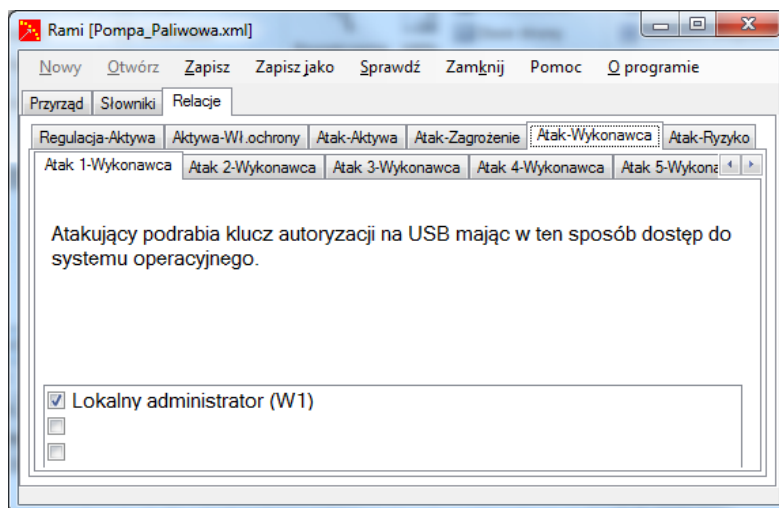 Rami [Pompa_Paliwowa.xml]
Nowy Otwórz Zapisz Zapisz jako Sprawdź Zamknij Pomoc O programie
Przyrząd Słowniki Relacje
Regulacja-Aktywa Aktywa-Wł.ochrony Atak-Aktywa Atak-Zagrożenie Atak-Wykonawca Atak-Ryzyko
Atak 1-Wykonawca Atak 2-Wykonawca Atak 3-Wykonawca Atak 4-Wykonawca Atak 5-Wykona
Atakujący podrabia klucz autoryzacji na USB mając w ten sposób dostęp do
systemu operacyjnego.
Lokalny administrator (W1)